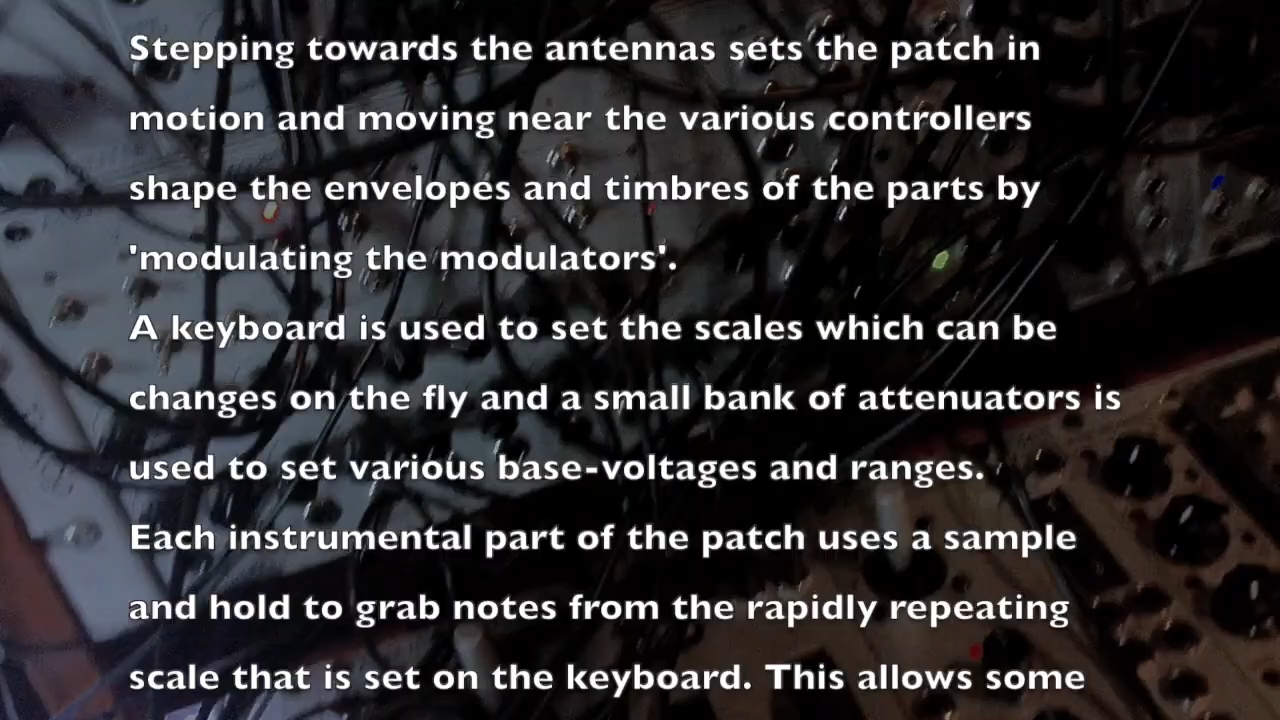 Stepping towards the antennas sets the patch in
motion and moving near the various controllers
shape the envelopes and timbres of the parts by
'modulating the modulators'.
A keyboard is used to set the scales which can be
changes on the fly and a small bank of attenuators is
used to set various base-voltages and ranges.
Each instrumental part of the patch uses a sample
and hold to grab notes from the rapidly repeating
scale that is set on the keyboard. This allows some